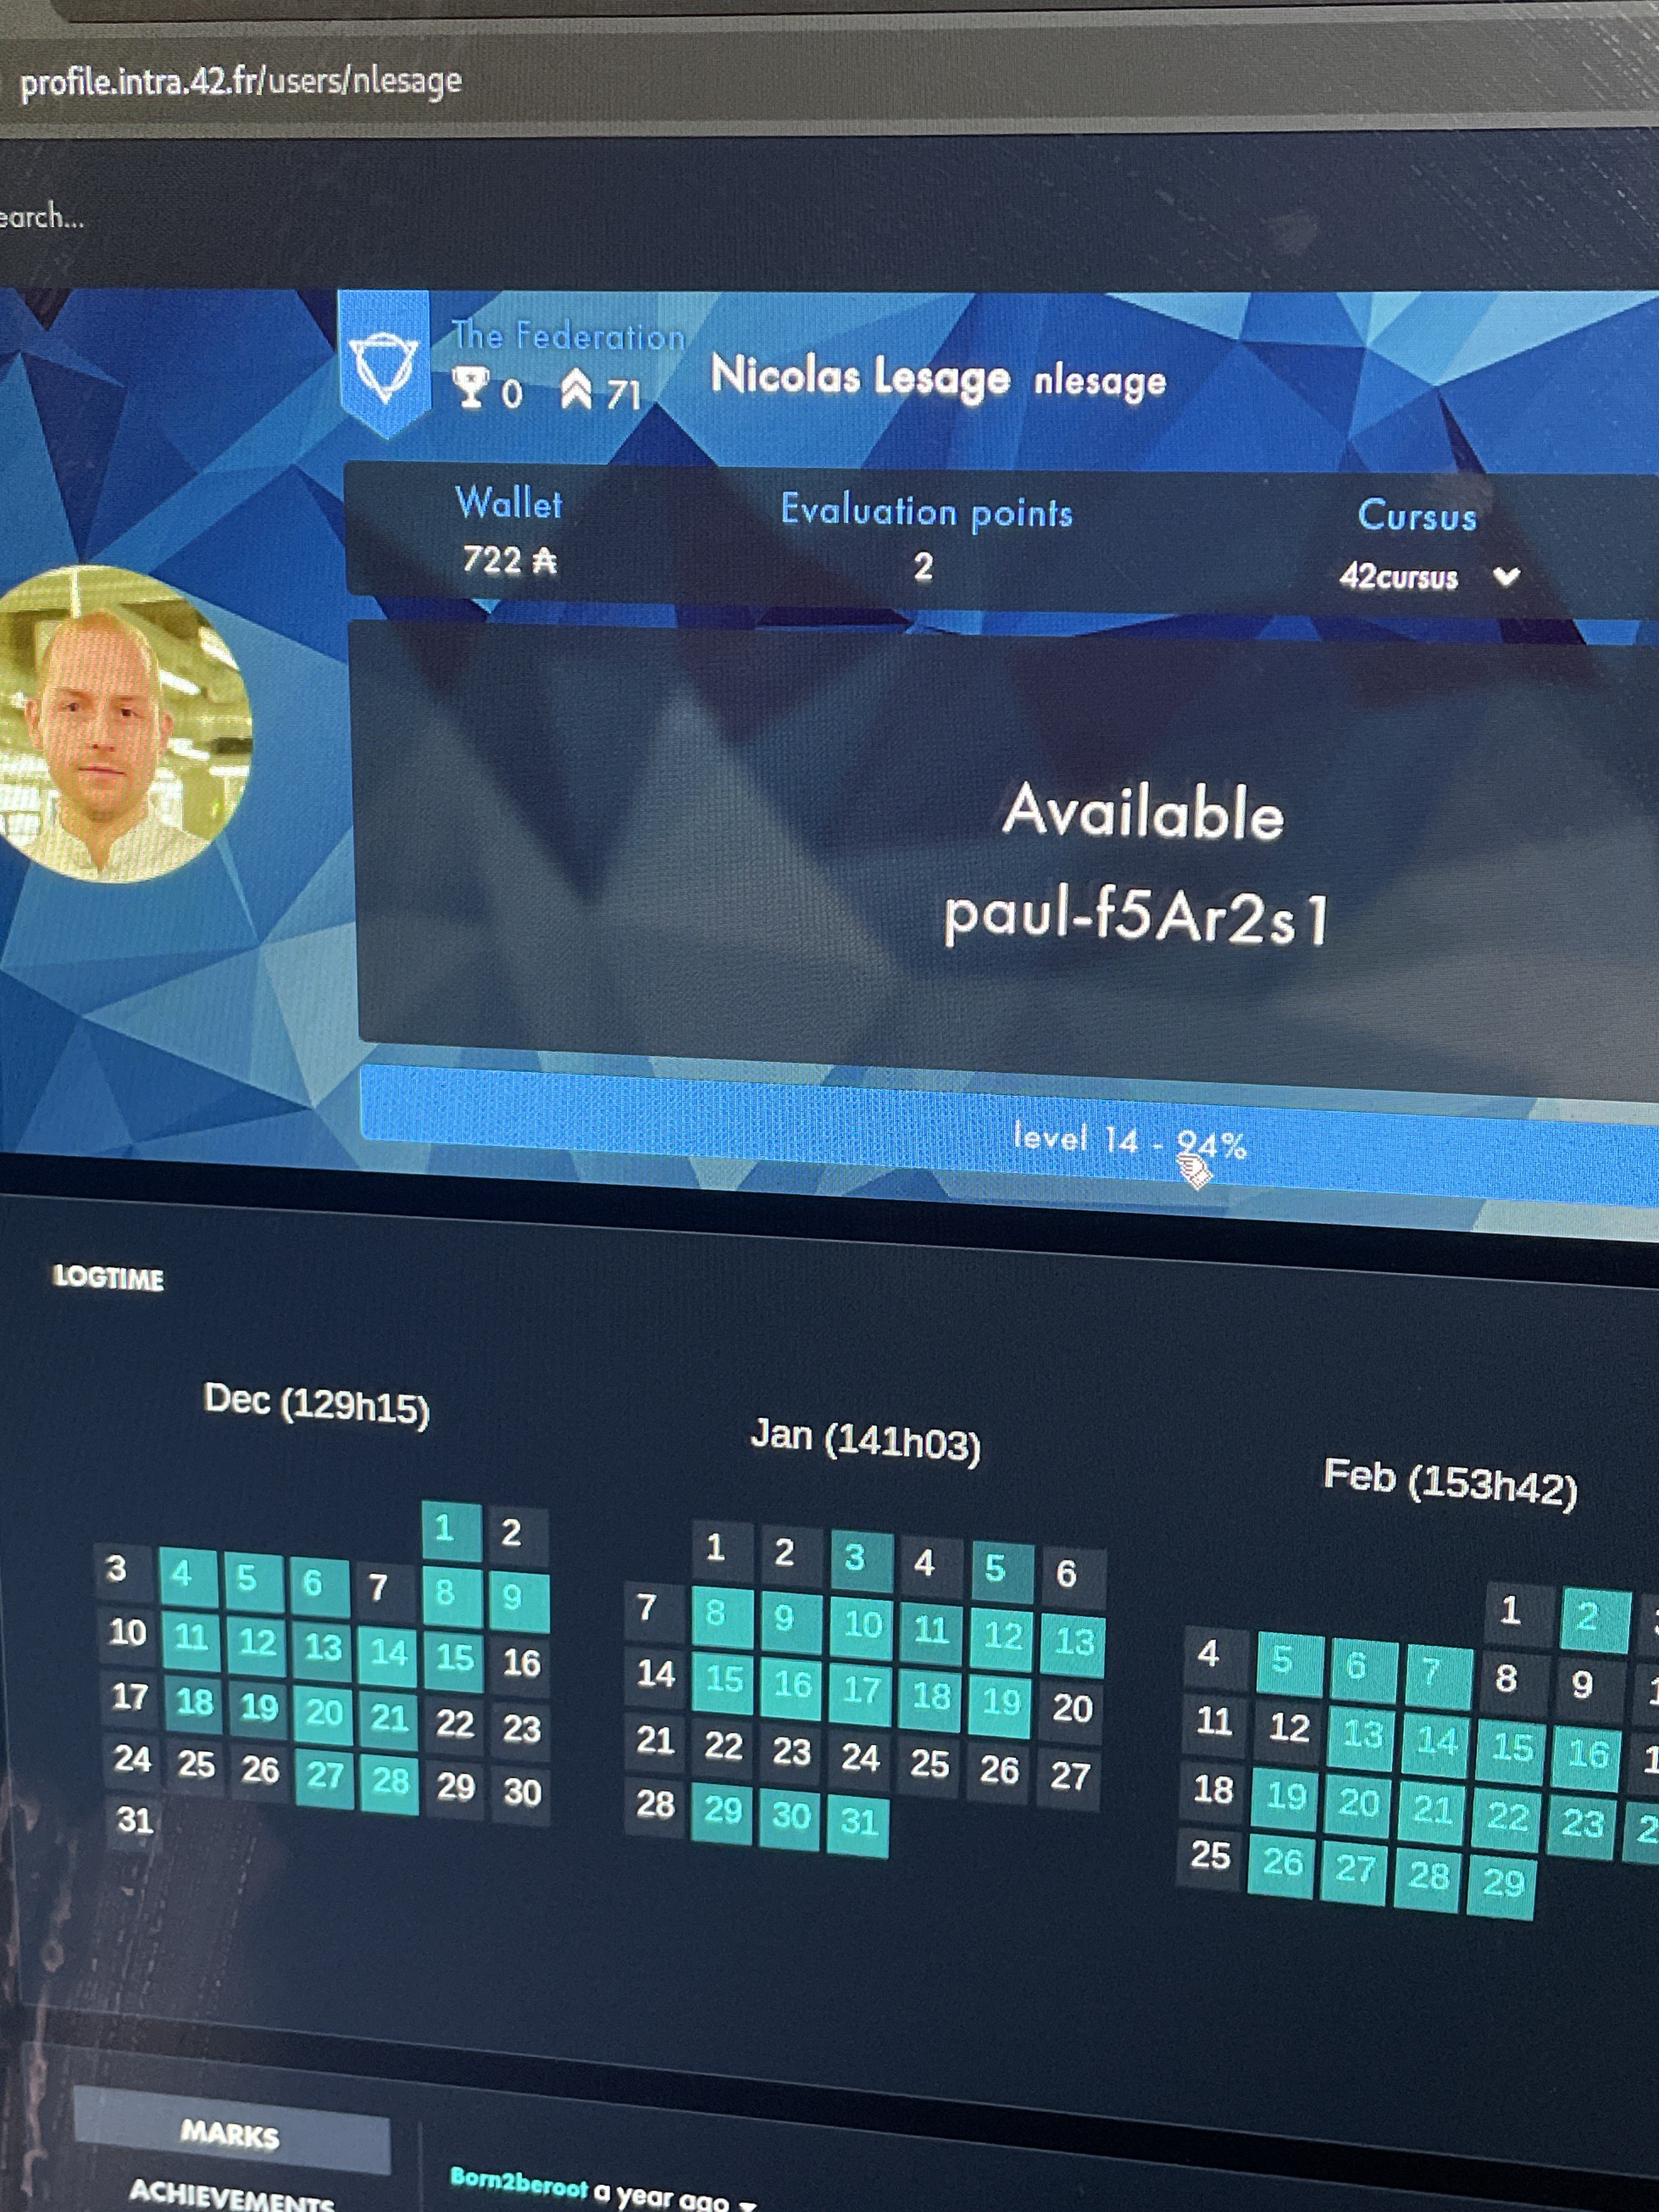 profile.intra.42.fr/users/nlesage
earch...
The Federation
0 71
Nicolas Lesage nlesage
Wallet
722 ₳
Evaluation points
2
Cursus
42cursus
Available
paul-f5Ar2s1
level 14 - 94%
LOGTIME
Dec (129h15)
1 2
3 4 5 6 7 8 9
10 11 12 13 14 15 16
17 18 19 20 21 22 23
24 25 26 27 28 29 30
31
Jan (141h03)
1 2 3 4 5 6
7 8 9 10 11 12 13
14 15 16 17 18 19 20
21 22 23 24 25 26 27
28 29 30 31
Feb (153h42)
1 2
4 5 6 7 8 9
11 12 13 14 15 16
18 19 20 21 22 23
25 26 27 28 29
MARKS
ACHIEVEMENTS
Born2beroot a year ago